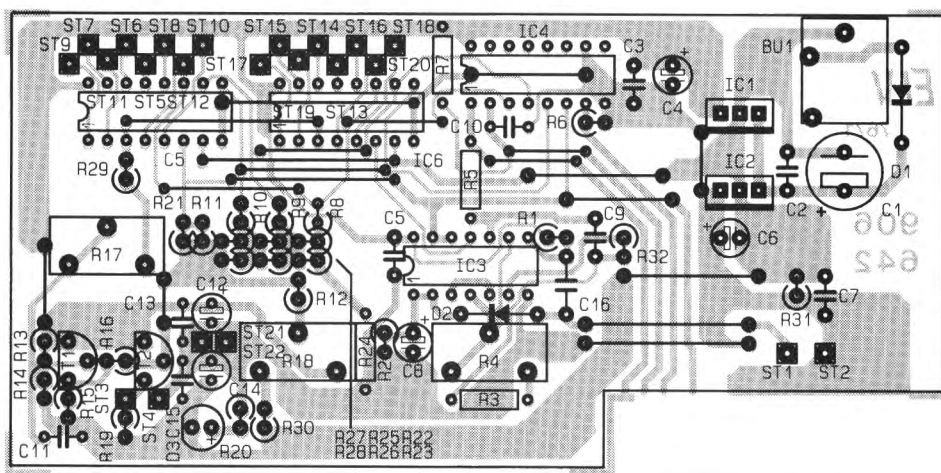 ST7 ST6 ST8 ST10 ST15 ST14 ST16 ST18
ST9 ST17 ST20
R7 IC4 C3 BU1
C4 IC1
ST11 ST5 ST12 ST19 ST13
C10 R6
C5 IC6 IC2
R29 R5 D1
R21 R11 R10 R9 R8 C2 C1
C5 R1 C9 C6
R17 IC3 R32
906
642
R12 C16 R31 C7
C13 C12 D2
R13 R16 ST21
T1 T2 ST22 R18 R24 R2 C8 R4
R14 ST1 ST2
R15 ST3 C14 R3
ST4 C15 D3
R19 R20 R30
C11
R27 R25 R22
R28 R26 R23